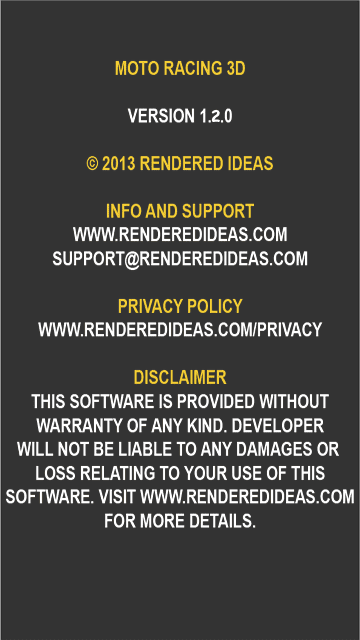 MOTO RACING 3D
VERSION 1.2.0
© 2013 RENDERED IDEAS
INFO AND SUPPORT
WWW.RENDEREDIDEAS.COM
SUPPORT@RENDEREDIDEAS.COM
PRIVACY POLICY
WWW.RENDEREDIDEAS.COM/PRIVACY
DISCLAIMER
THIS SOFTWARE IS PROVIDED WITHOUT
WARRANTY OF ANY KIND. DEVELOPER
WILL NOT BE LIABLE TO ANY DAMAGES OR
LOSS RELATING TO YOUR USE OF THIS
SOFTWARE. VISIT WWW.RENDEREDIDEAS.COM
FOR MORE DETAILS.